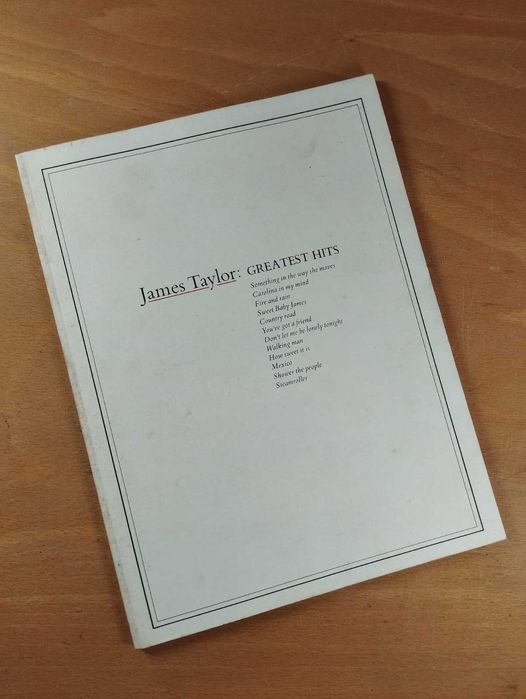 James Taylor: GREATEST HITS
Something in the way she moves
Carolina in my mind
Fire and rain
Sweet Baby James
Country road
You've got a friend
Don't let me be lonely tonight
Walking man
How sweet it is
Mexico
Shower the people
Steamroller